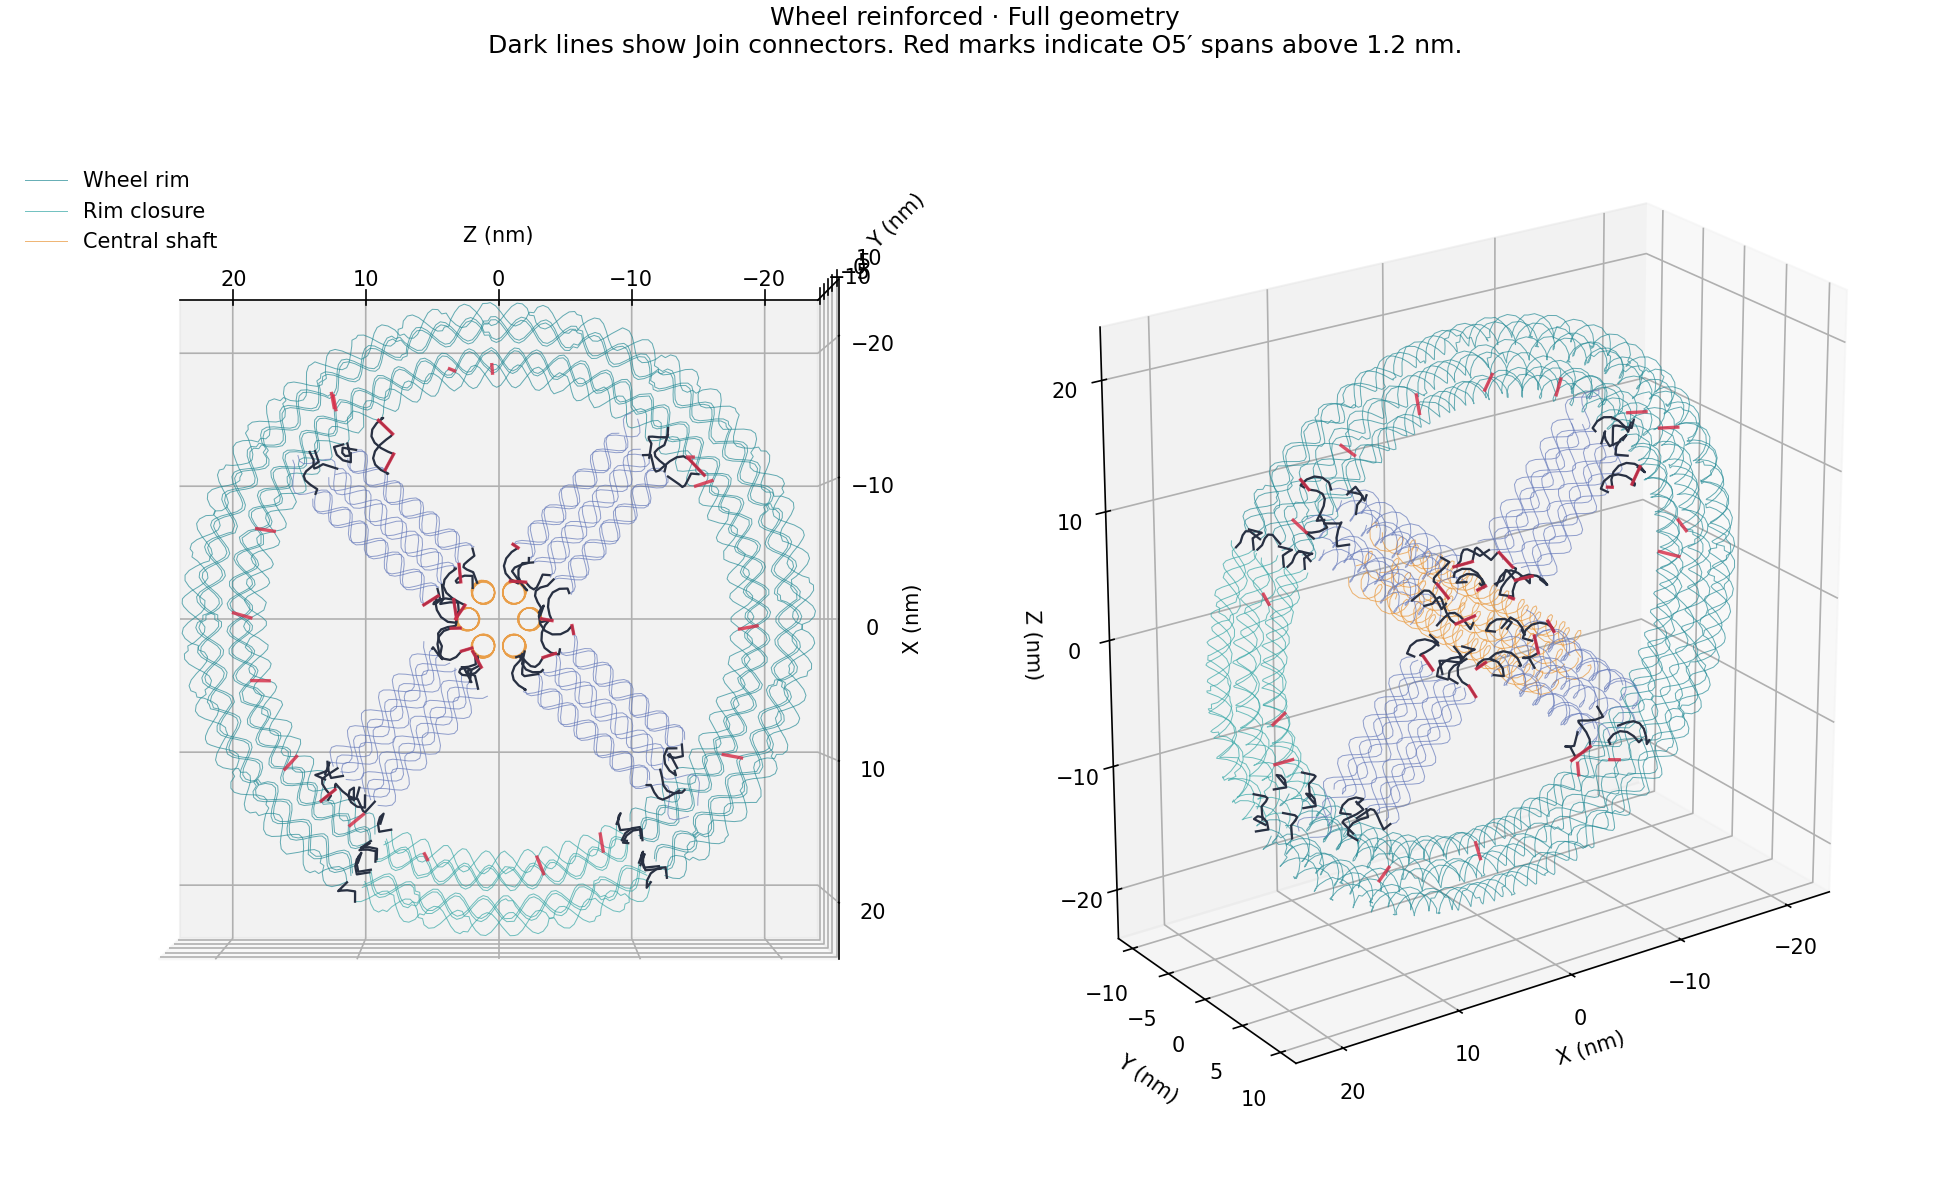 Wheel reinforced · Full geometry
Dark lines show Join connectors. Red marks indicate O5′ spans above 1.2 nm.
Wheel rim
Rim closure
Central shaft
Z (nm)
20 10 0 −10 −20
Y (nm)
10
−10
−20
−10
0
10
20
X (nm)
20
10
0
−10
−20
Z (nm)
−10
−5
0
5
10
Y (nm)
20
10
0
−10
−20
X (nm)